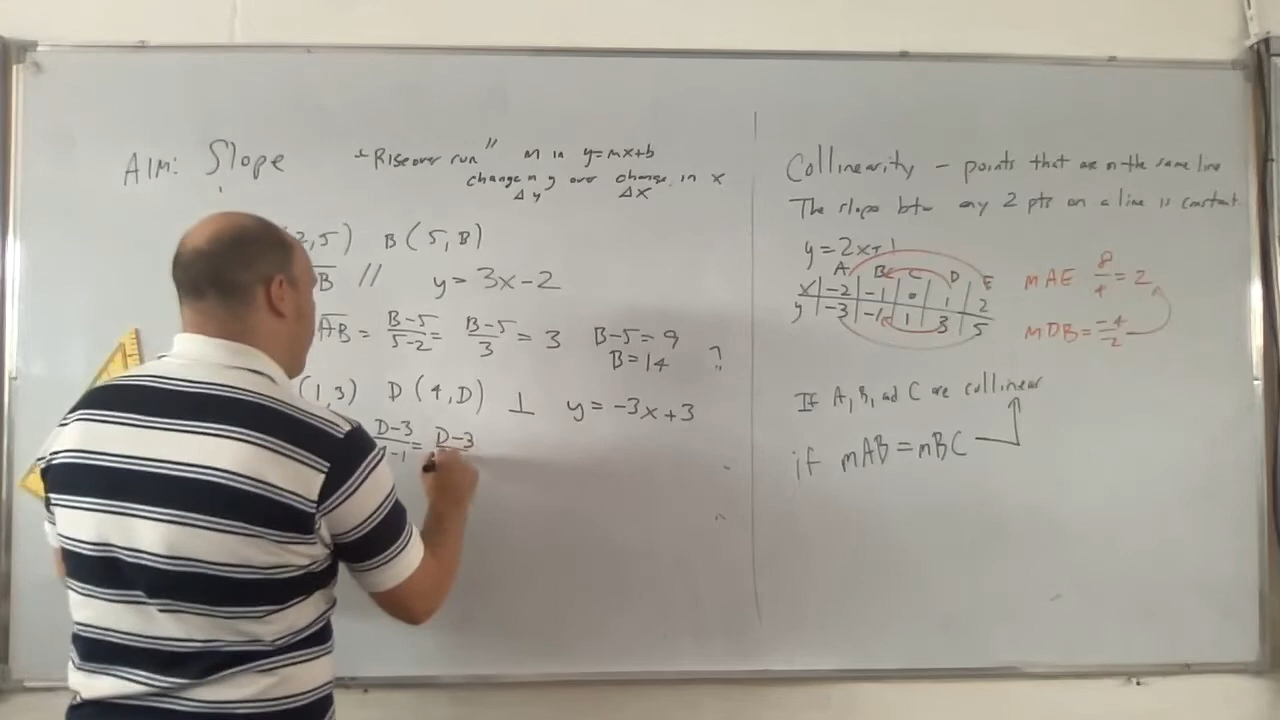 AIM: Slope
"Rise over run" m in y=mx+b
change in y over change in x
Δy ΔX
2,5) B(5,B)
B // y=3x-2
AB = B-5/5-2 = B-5/3 = 3 B-5=9
B=14 ?
(1,3) D(4,D) ⊥ y=-3x+3
D-3/4-1 = D-3
Collinearity - points that are on the same line
The slope btw any 2 pts on a line is constant.
y=2x+1
A B C D E
X -2 -1 0 1 2
y -3 -1 1 3 5
mAE 8/4=2
mDB=-4/-2
If A, B, and C are collinear
if mAB=mBC